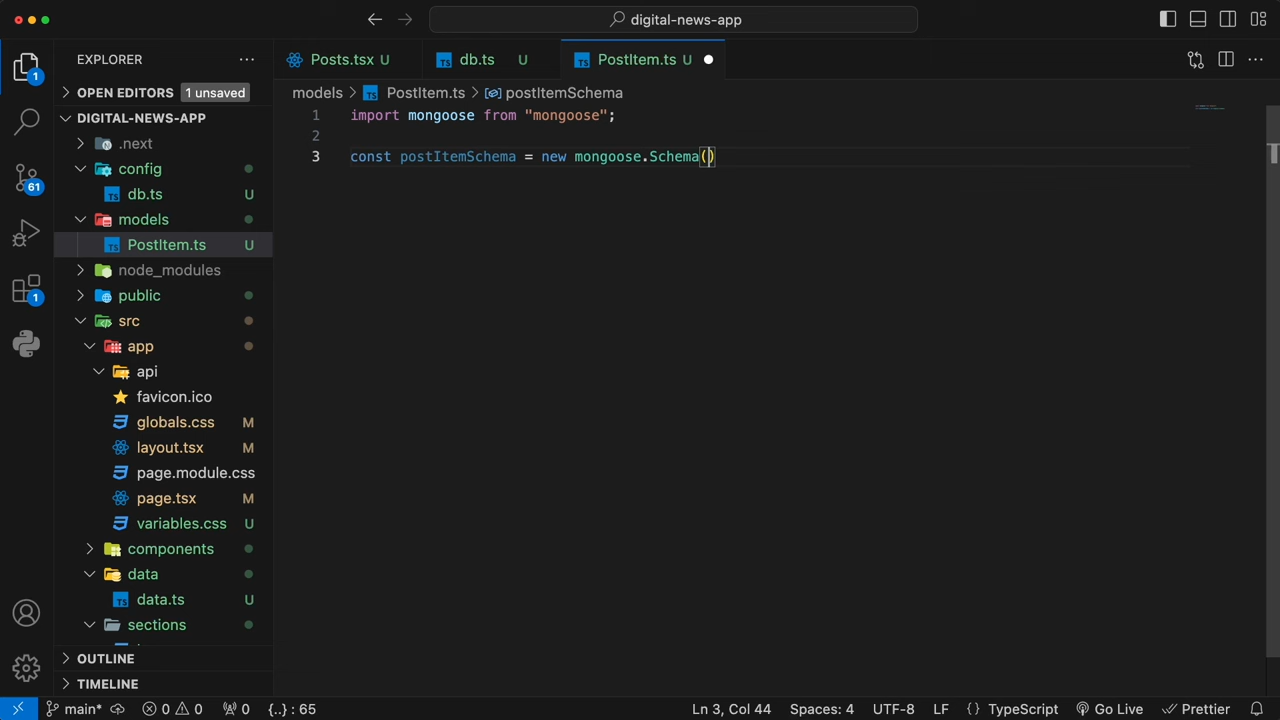 digital-news-app
EXPLORER
Posts.tsx U
db.ts U
PostItem.ts U
OPEN EDITORS 1 unsaved
models PostItem.ts postItemSchema
DIGITAL-NEWS-APP
1 import mongoose from "mongoose";
2
3 const postItemSchema = new mongoose.Schema()
.next
config
db.ts U
models
PostItem.ts U
node_modules
public
src
app
api
favicon.ico
globals.css M
layout.tsx M
page.module.css
page.tsx M
variables.css U
components
data
data.ts U
sections
OUTLINE
TIMELINE
1
61
1
main* 0 0 0 {..} : 65 Ln 3, Col 44 Spaces: 4 UTF-8 LF {} TypeScript Go Live Prettier